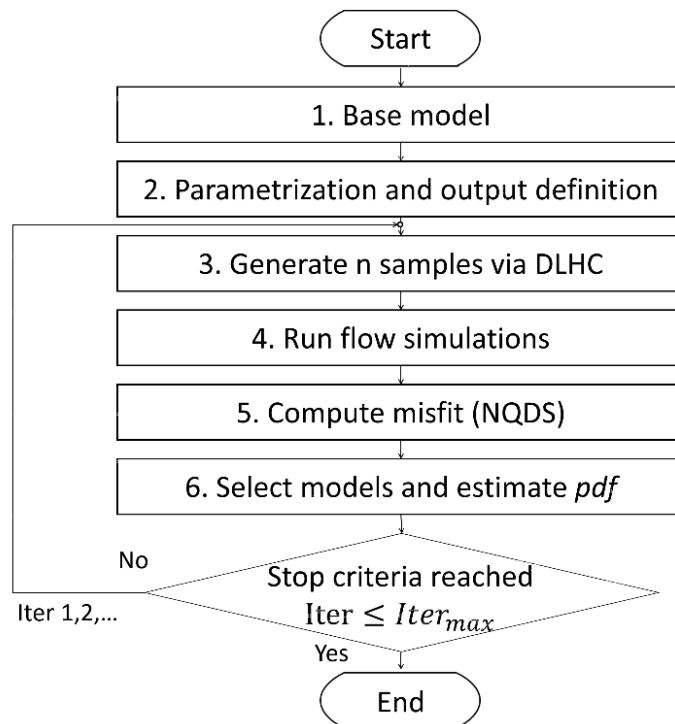 Start
1. Base model
2. Parametrization and output definition
3. Generate n samples via DLHC
4. Run flow simulations
5. Compute misfit (NQDS)
6. Select models and estimate pdf
No
Stop criteria reached
Iter ≤ Iter_max
Iter 1,2,...
Yes
End